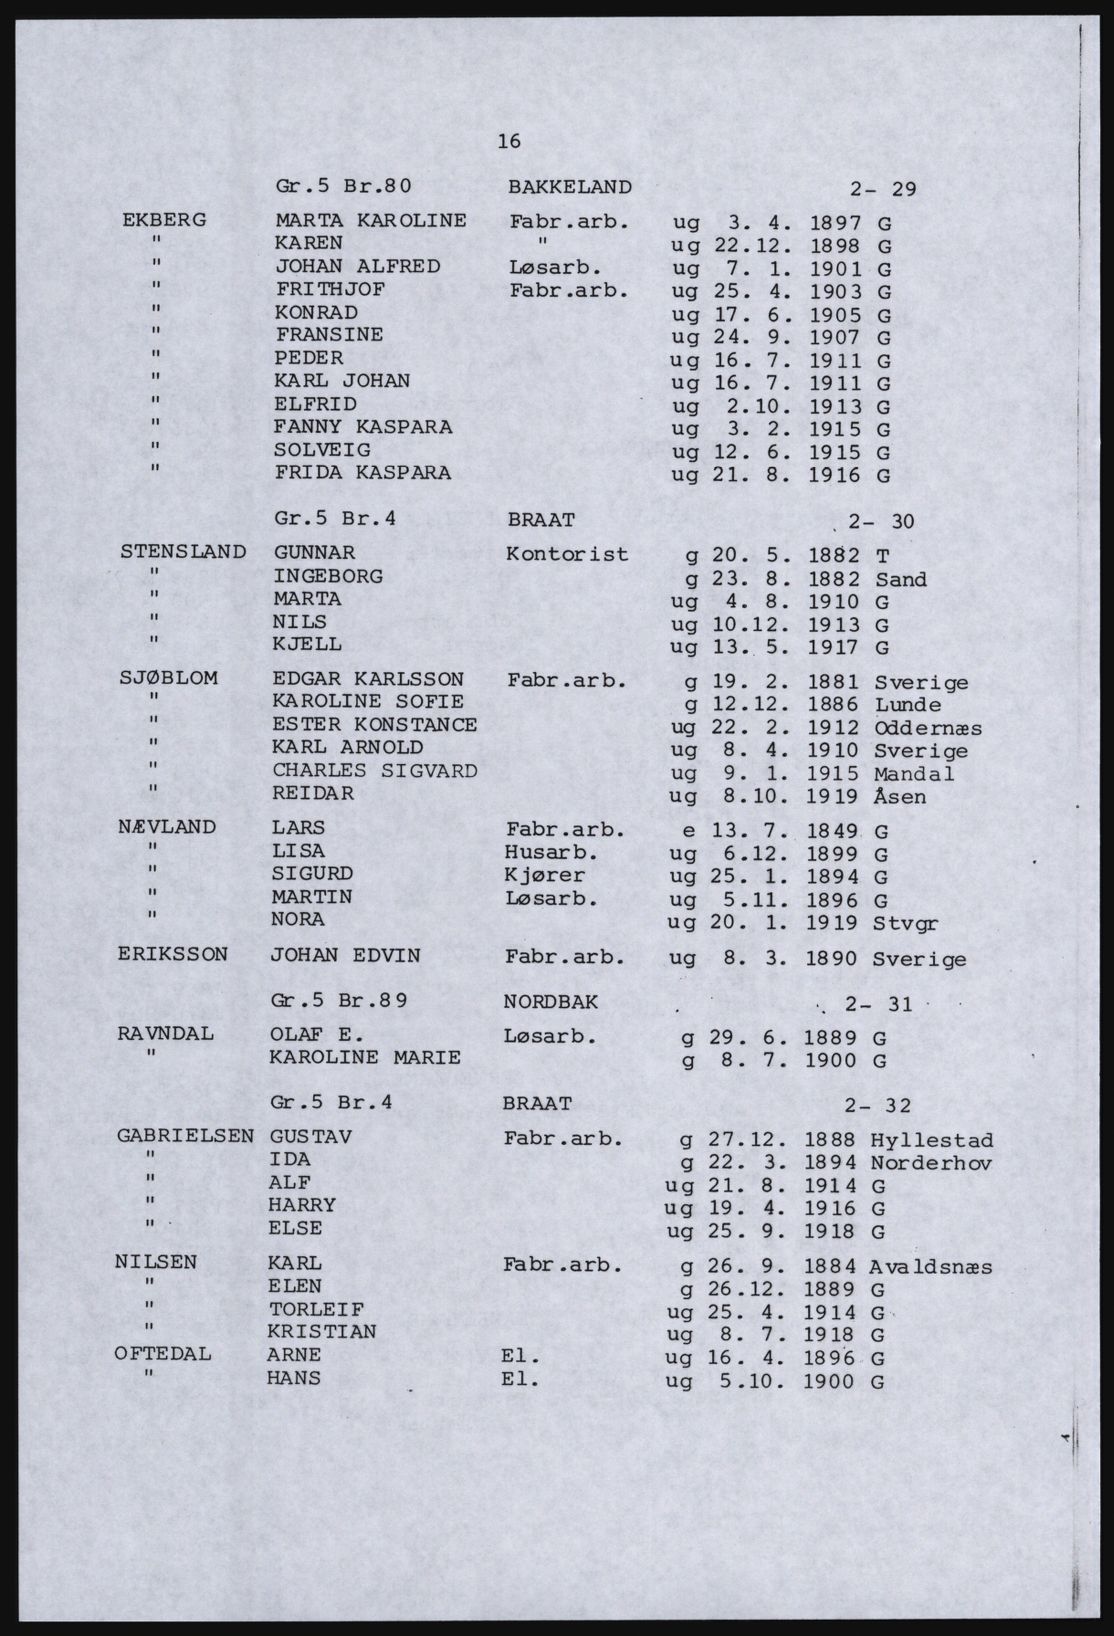 16
Gr.5 Br.80 BAKKELAND 2- 29
EKBERG MARTA KAROLINE Fabr.arb. ug 3. 4. 1897 G
" KAREN " ug 22.12. 1898 G
" JOHAN ALFRED Løsarb. ug 7. 1. 1901 G
" FRITHJOF Fabr.arb. ug 25. 4. 1903 G
" KONRAD ug 17. 6. 1905 G
" FRANSINE ug 24. 9. 1907 G
" PEDER ug 16. 7. 1911 G
" KARL JOHAN ug 16. 7. 1911 G
" ELFRID ug 2.10. 1913 G
" FANNY KASPARA ug 3. 2. 1915 G
" SOLVEIG ug 12. 6. 1915 G
" FRIDA KASPARA ug 21. 8. 1916 G
Gr.5 Br.4 BRAAT 2- 30
STENSLAND GUNNAR Kontorist g 20. 5. 1882 T
" INGEBORG g 23. 8. 1882 Sand
" MARTA ug 4. 8. 1910 G
" NILS ug 10.12. 1913 G
" KJELL ug 13. 5. 1917 G
SJØBLOM EDGAR KARLSSON Fabr.arb. g 19. 2. 1881 Sverige
" KAROLINE SOFIE g 12.12. 1886 Lunde
" ESTER KONSTANCE ug 22. 2. 1912 Oddernæs
" KARL ARNOLD ug 8. 4. 1910 Sverige
" CHARLES SIGVARD ug 9. 1. 1915 Mandal
" REIDAR ug 8.10. 1919 Åsen
NÆVLAND LARS Fabr.arb. e 13. 7. 1849 G
" LISA Husarb. ug 6.12. 1899 G
" SIGURD Kjører ug 25. 1. 1894 G
" MARTIN Løsarb. ug 5.11. 1896 G
" NORA ug 20. 1. 1919 Stvgr
ERIKSSON JOHAN EDVIN Fabr.arb. ug 8. 3. 1890 Sverige
Gr.5 Br.89 NORDBAK 2- 31
RAVNDAL OLAF E. Løsarb. g 29. 6. 1889 G
" KAROLINE MARIE g 8. 7. 1900 G
Gr.5 Br.4 BRAAT 2- 32
GABRIELSEN GUSTAV Fabr.arb. g 27.12. 1888 Hyllestad
" IDA g 22. 3. 1894 Norderhov
" ALF ug 21. 8. 1914 G
" HARRY ug 19. 4. 1916 G
" ELSE ug 25. 9. 1918 G
NILSEN KARL Fabr.arb. g 26. 9. 1884 Avaldsnæs
" ELEN g 26.12. 1889 G
" TORLEIF ug 25. 4. 1914 G
" KRISTIAN ug 8. 7. 1918 G
OFTEDAL ARNE El. ug 16. 4. 1896 G
" HANS El. ug 5.10. 1900 G